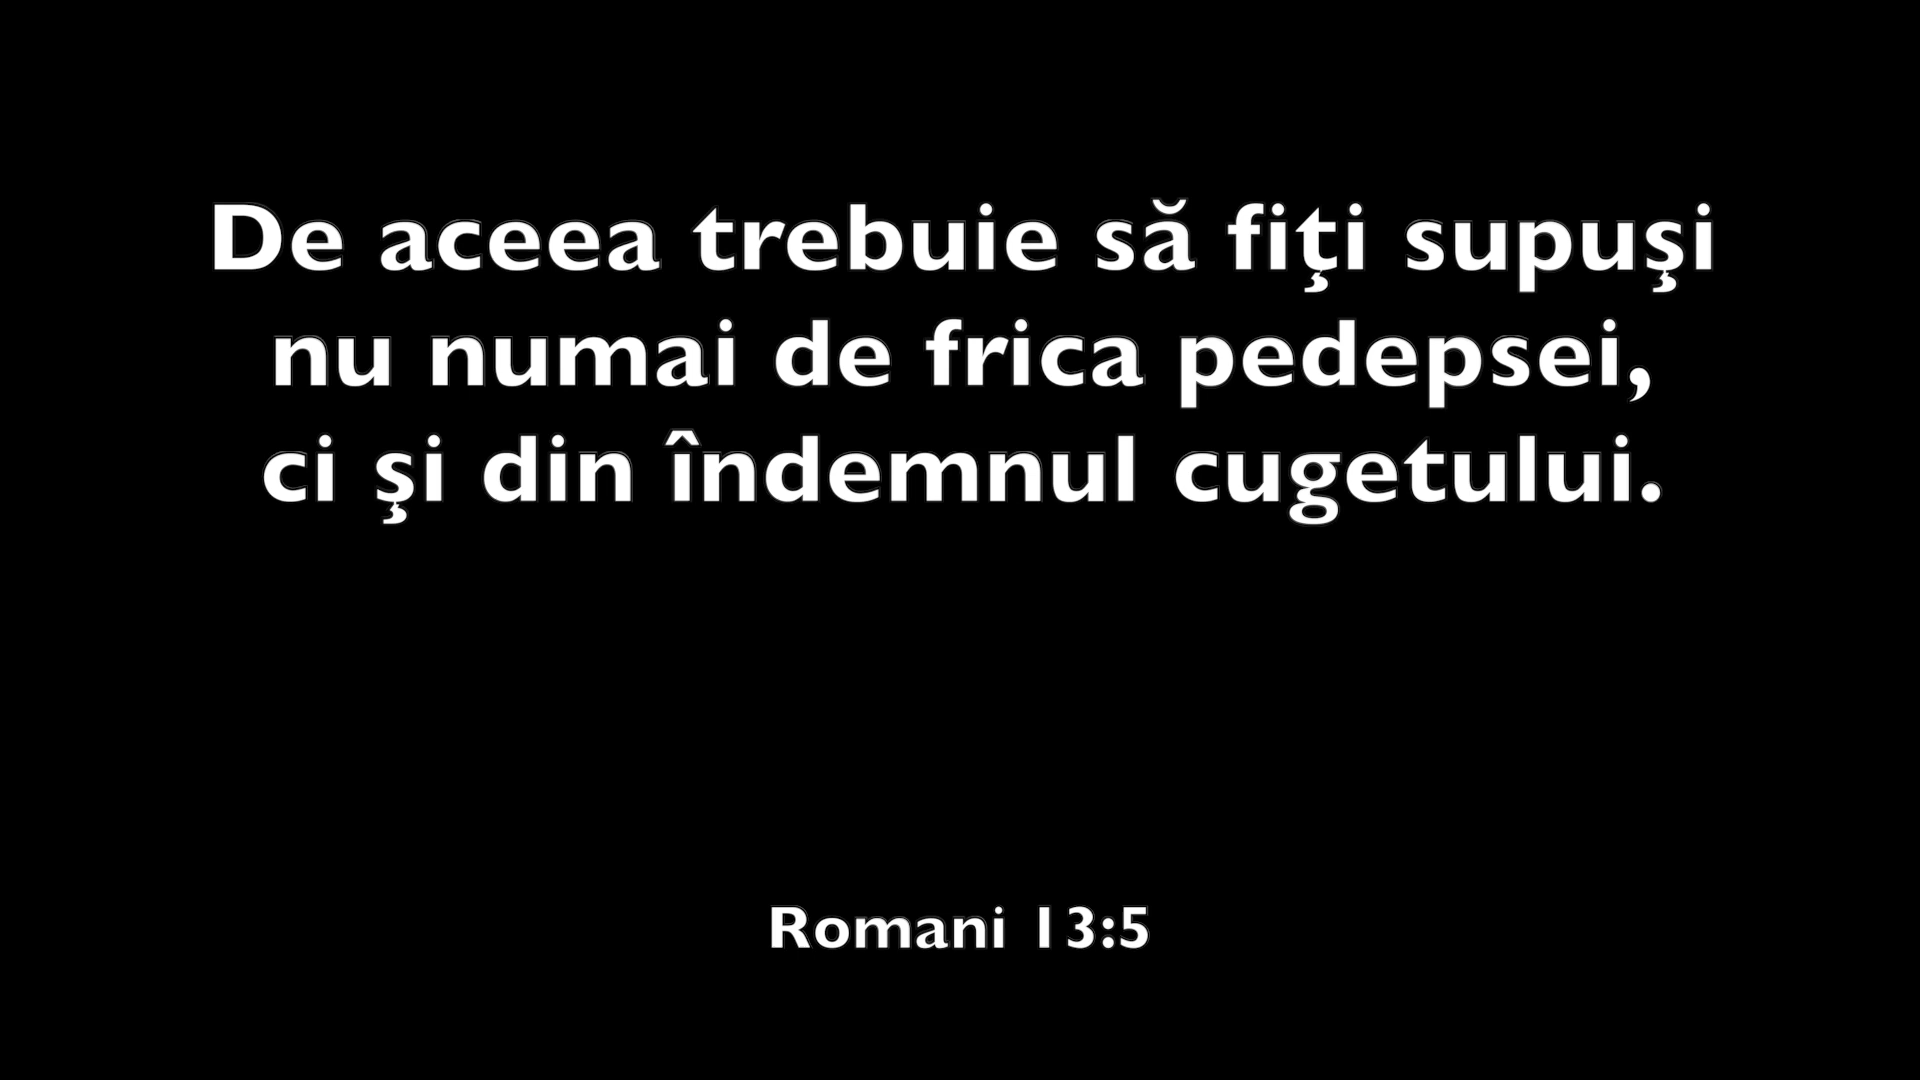 De aceea trebuie să fiţi supuşi
nu numai de frica pedepsei,
ci şi din îndemnul cugetului.
Romani 13:5